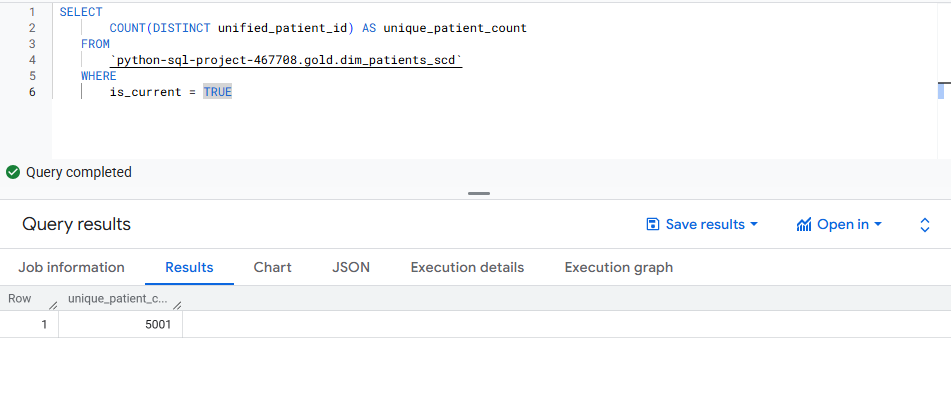 1 SELECT
2 COUNT(DISTINCT unified_patient_id) AS unique_patient_count
3 FROM
4 `python-sql-project-467708.gold.dim_patients_scd`
5 WHERE
6 is_current = TRUE
Query completed
Query results
Save results
Open in
Job information
Results
Chart
JSON
Execution details
Execution graph
Row unique_patient_c...
1 5001